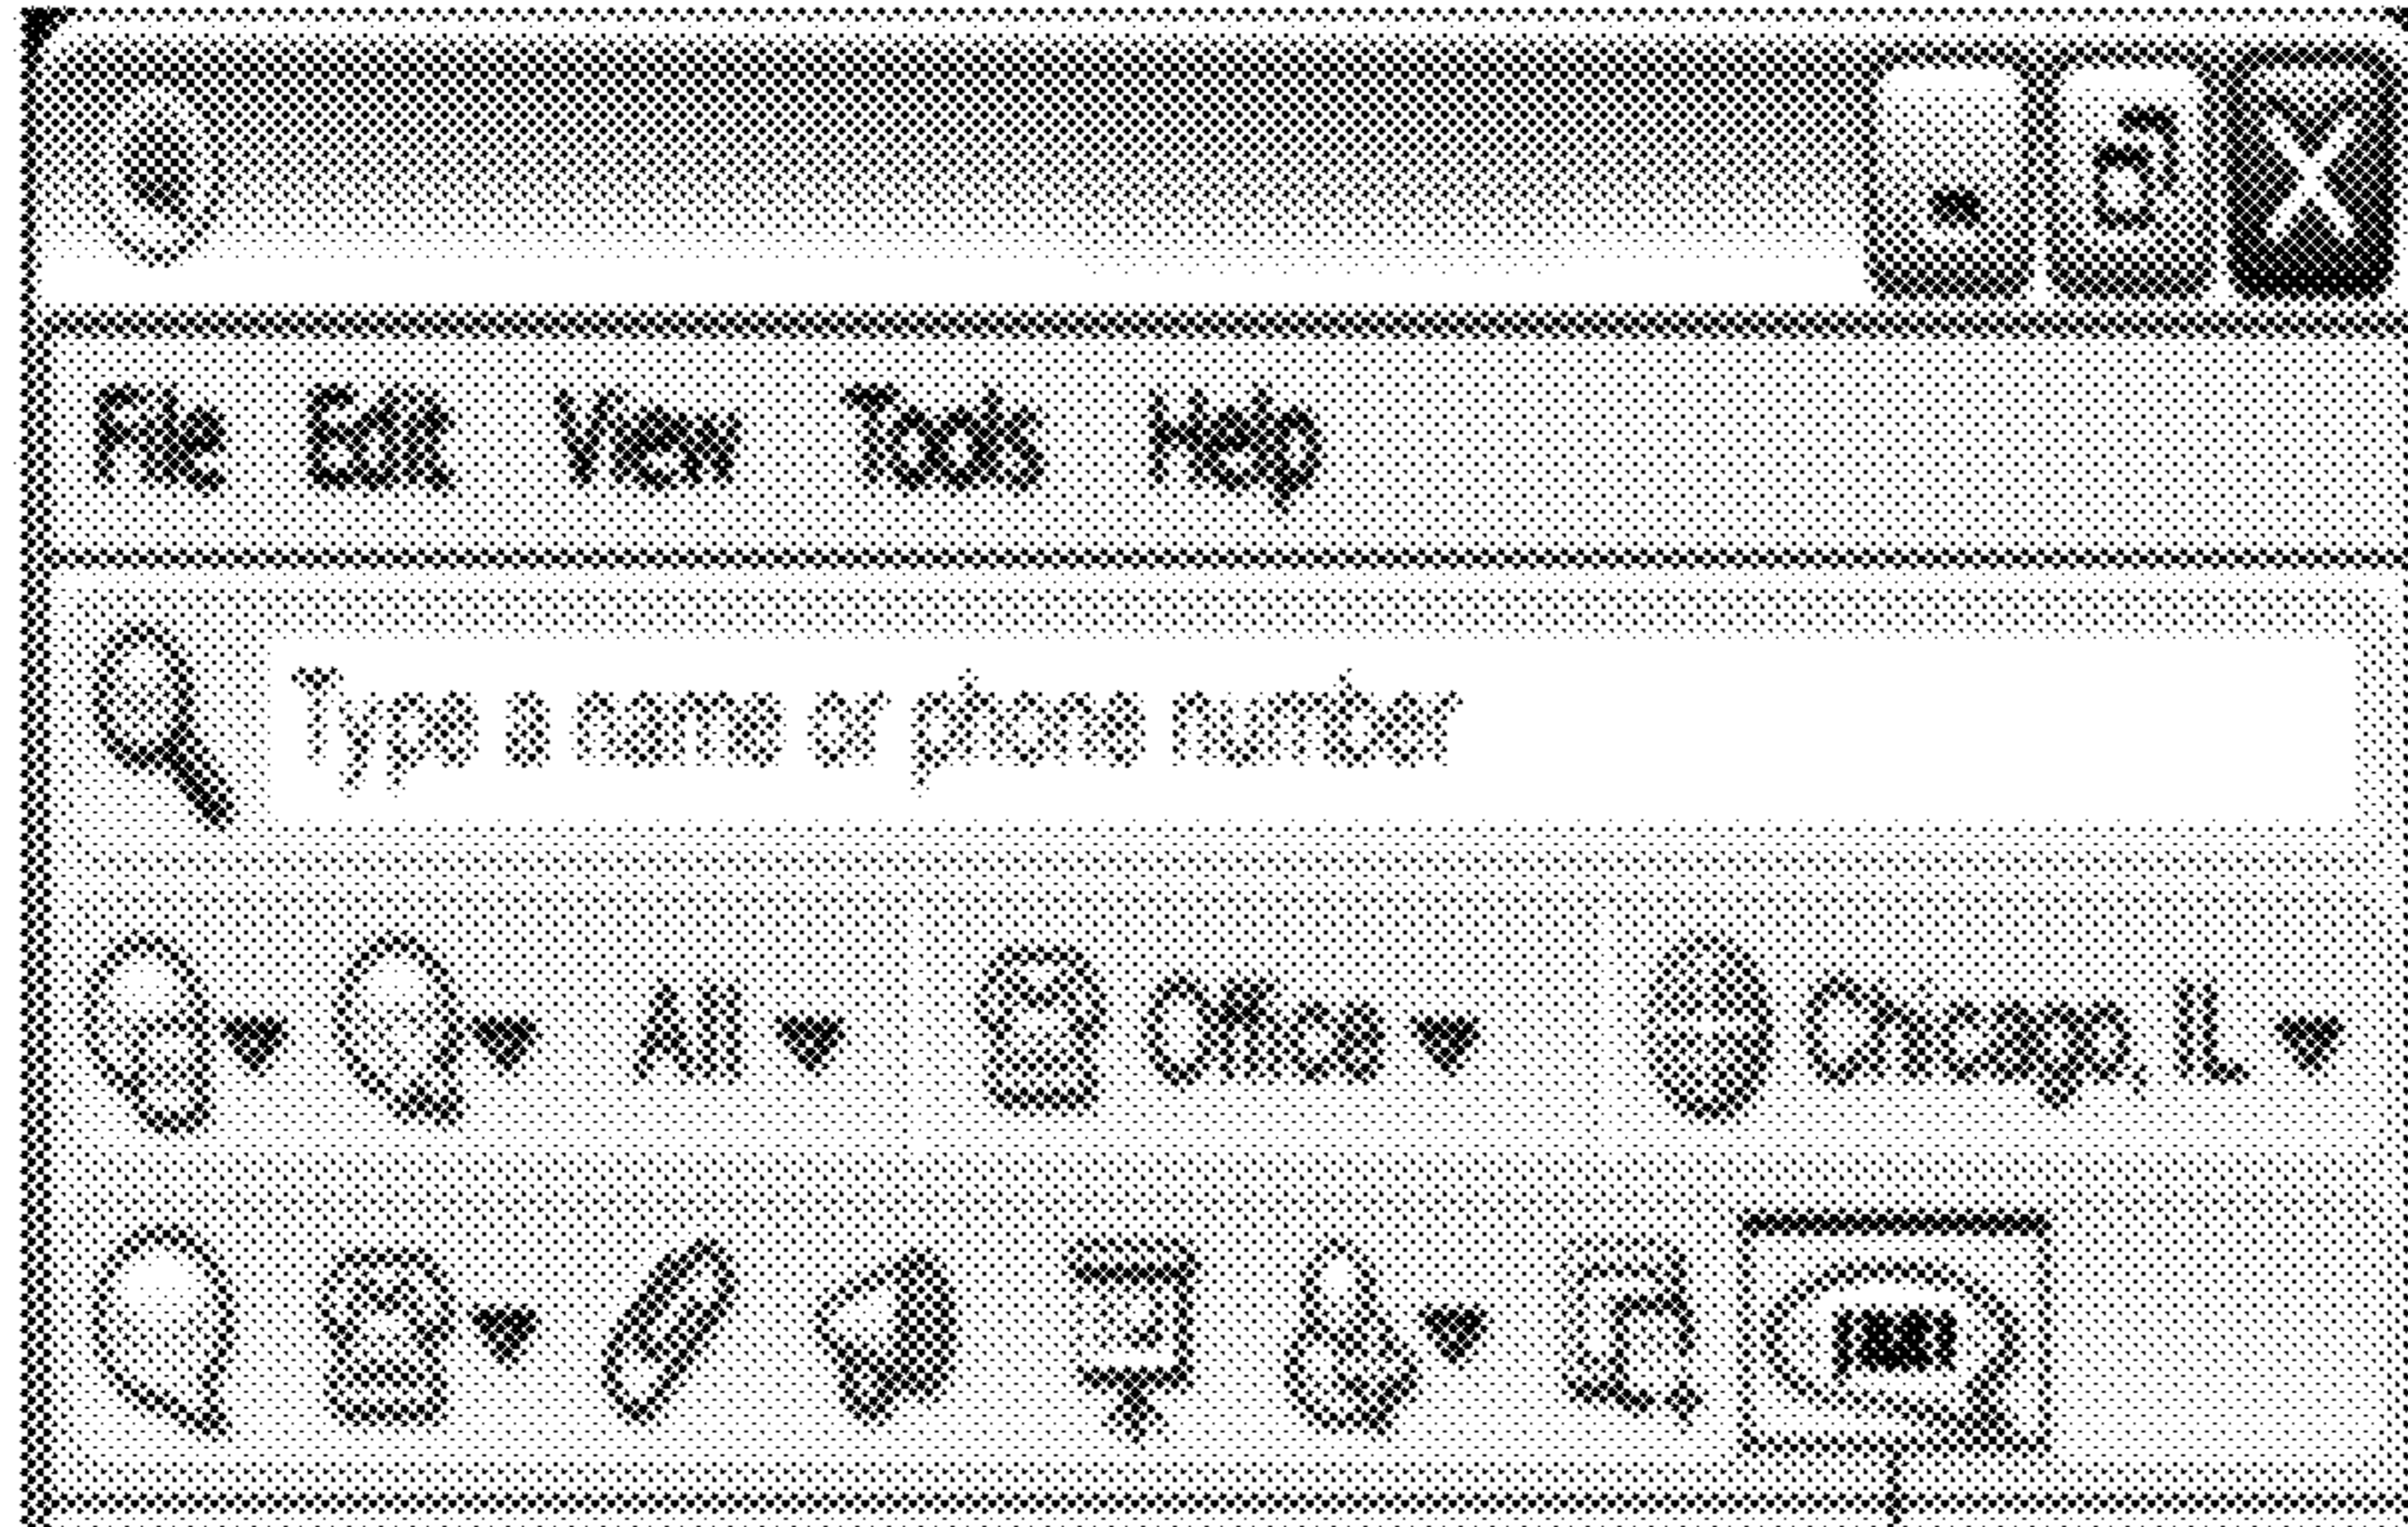 File Edit View Tools Help
Type a name or phone number
All Office Chicago, IL